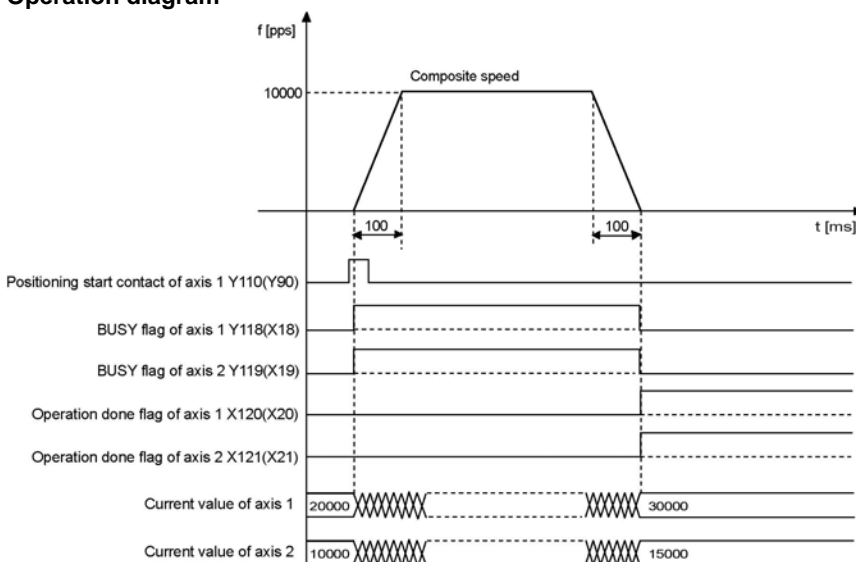 Operation diagram
f [pps]
Composite speed
10000
100
100
t [ms]
Positioning start contact of axis 1 Y110(Y90)
BUSY flag of axis 1 Y118(X18)
BUSY flag of axis 2 Y119(X19)
Operation done flag of axis 1 X120(X20)
Operation done flag of axis 2 X121(X21)
Current value of axis 1
20000
30000
Current value of axis 2
10000
15000